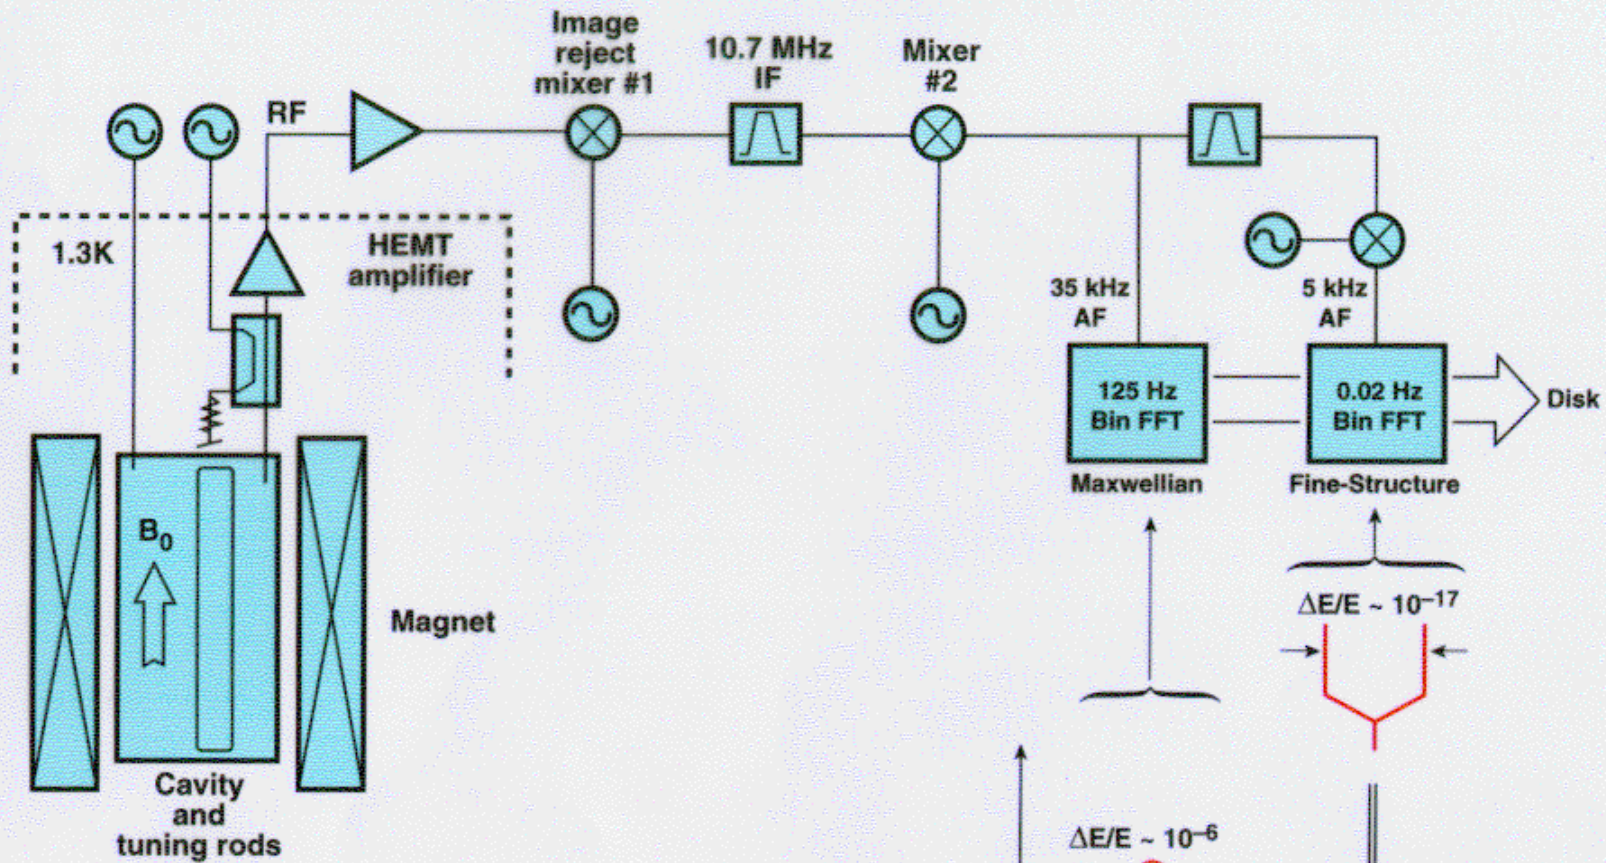 Image
reject
mixer #1
10.7 MHz
IF
Mixer
#2
RF
1.3K
HEMT
amplifier
35 kHz
AF
5 kHz
AF
125 Hz
Bin FFT
0.02 Hz
Bin FFT
Disk
Maxwellian
Fine-Structure
B₀
Magnet
ΔE/E ~ 10⁻¹⁷
Cavity
and
tuning rods
ΔE/E ~ 10⁻⁶